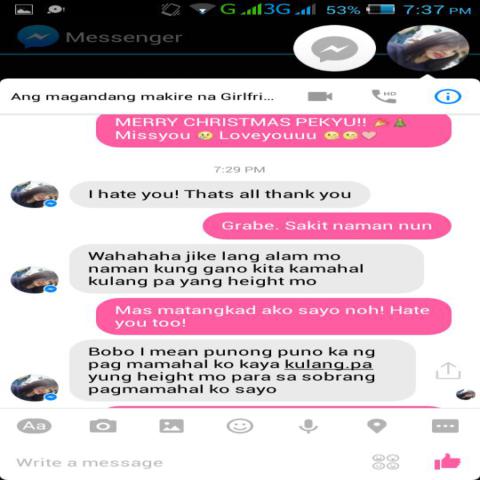 G 3G 53% 7:37 PM
Messenger
Ang magandang makire na Girlfri...
HD
MERRY CHRISTMAS PEKYU!! 🎉🎄
Missyou 😢 Loveyouuu 😘😘💗
7:29 PM
I hate you! Thats all thank you
Grabe. Sakit naman nun
Wahahaha jike lang alam mo
naman kung gano kita kamahal
kulang pa yang height mo
Mas matangkad ako sayo noh! Hate
you too!
Bobo I mean punong puno ka ng
pag mamahal ko kaya kulang.pa
yung height mo para sa sobrang
pagmamahal ko sayo
Aa
Write a message